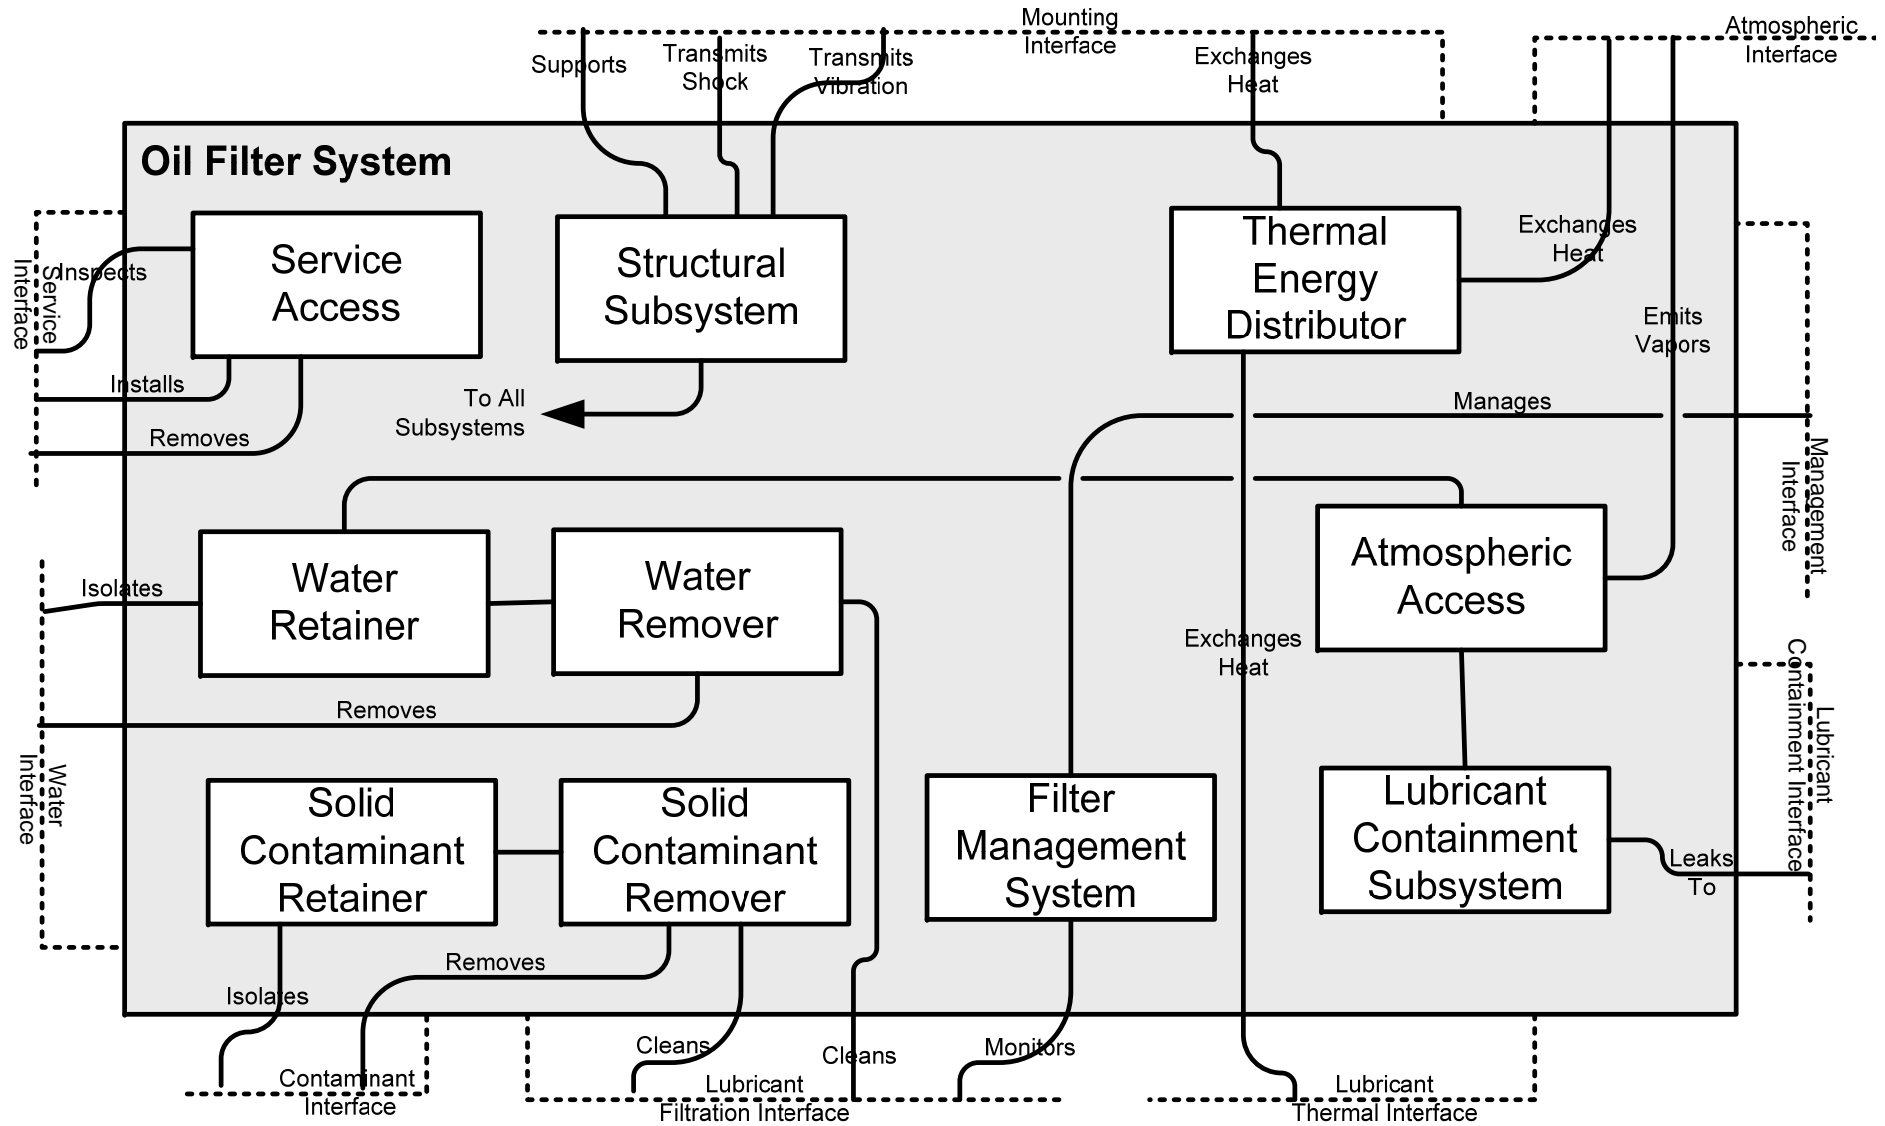 Mounting
Interface
Atmospheric
Interface
Supports
Transmits
Shock
Transmits
Vibration
Exchanges
Heat
Oil Filter System
Service
Interface
Inspects
Service
Access
Structural
Subsystem
Thermal
Energy
Distributor
Exchanges
Heat
Emits
Vapors
Installs
Removes
To All
Subsystems
Manages
Management
Interface
Isolates
Water
Retainer
Water
Remover
Atmospheric
Access
Exchanges
Heat
Removes
Water
Interface
Solid
Contaminant
Retainer
Solid
Contaminant
Remover
Filter
Management
System
Lubricant
Containment
Subsystem
Lubricant
Containment Interface
Leaks
To
Removes
Isolates
Cleans
Cleans
Monitors
Contaminant
Interface
Lubricant
Filtration Interface
Lubricant
Thermal Interface